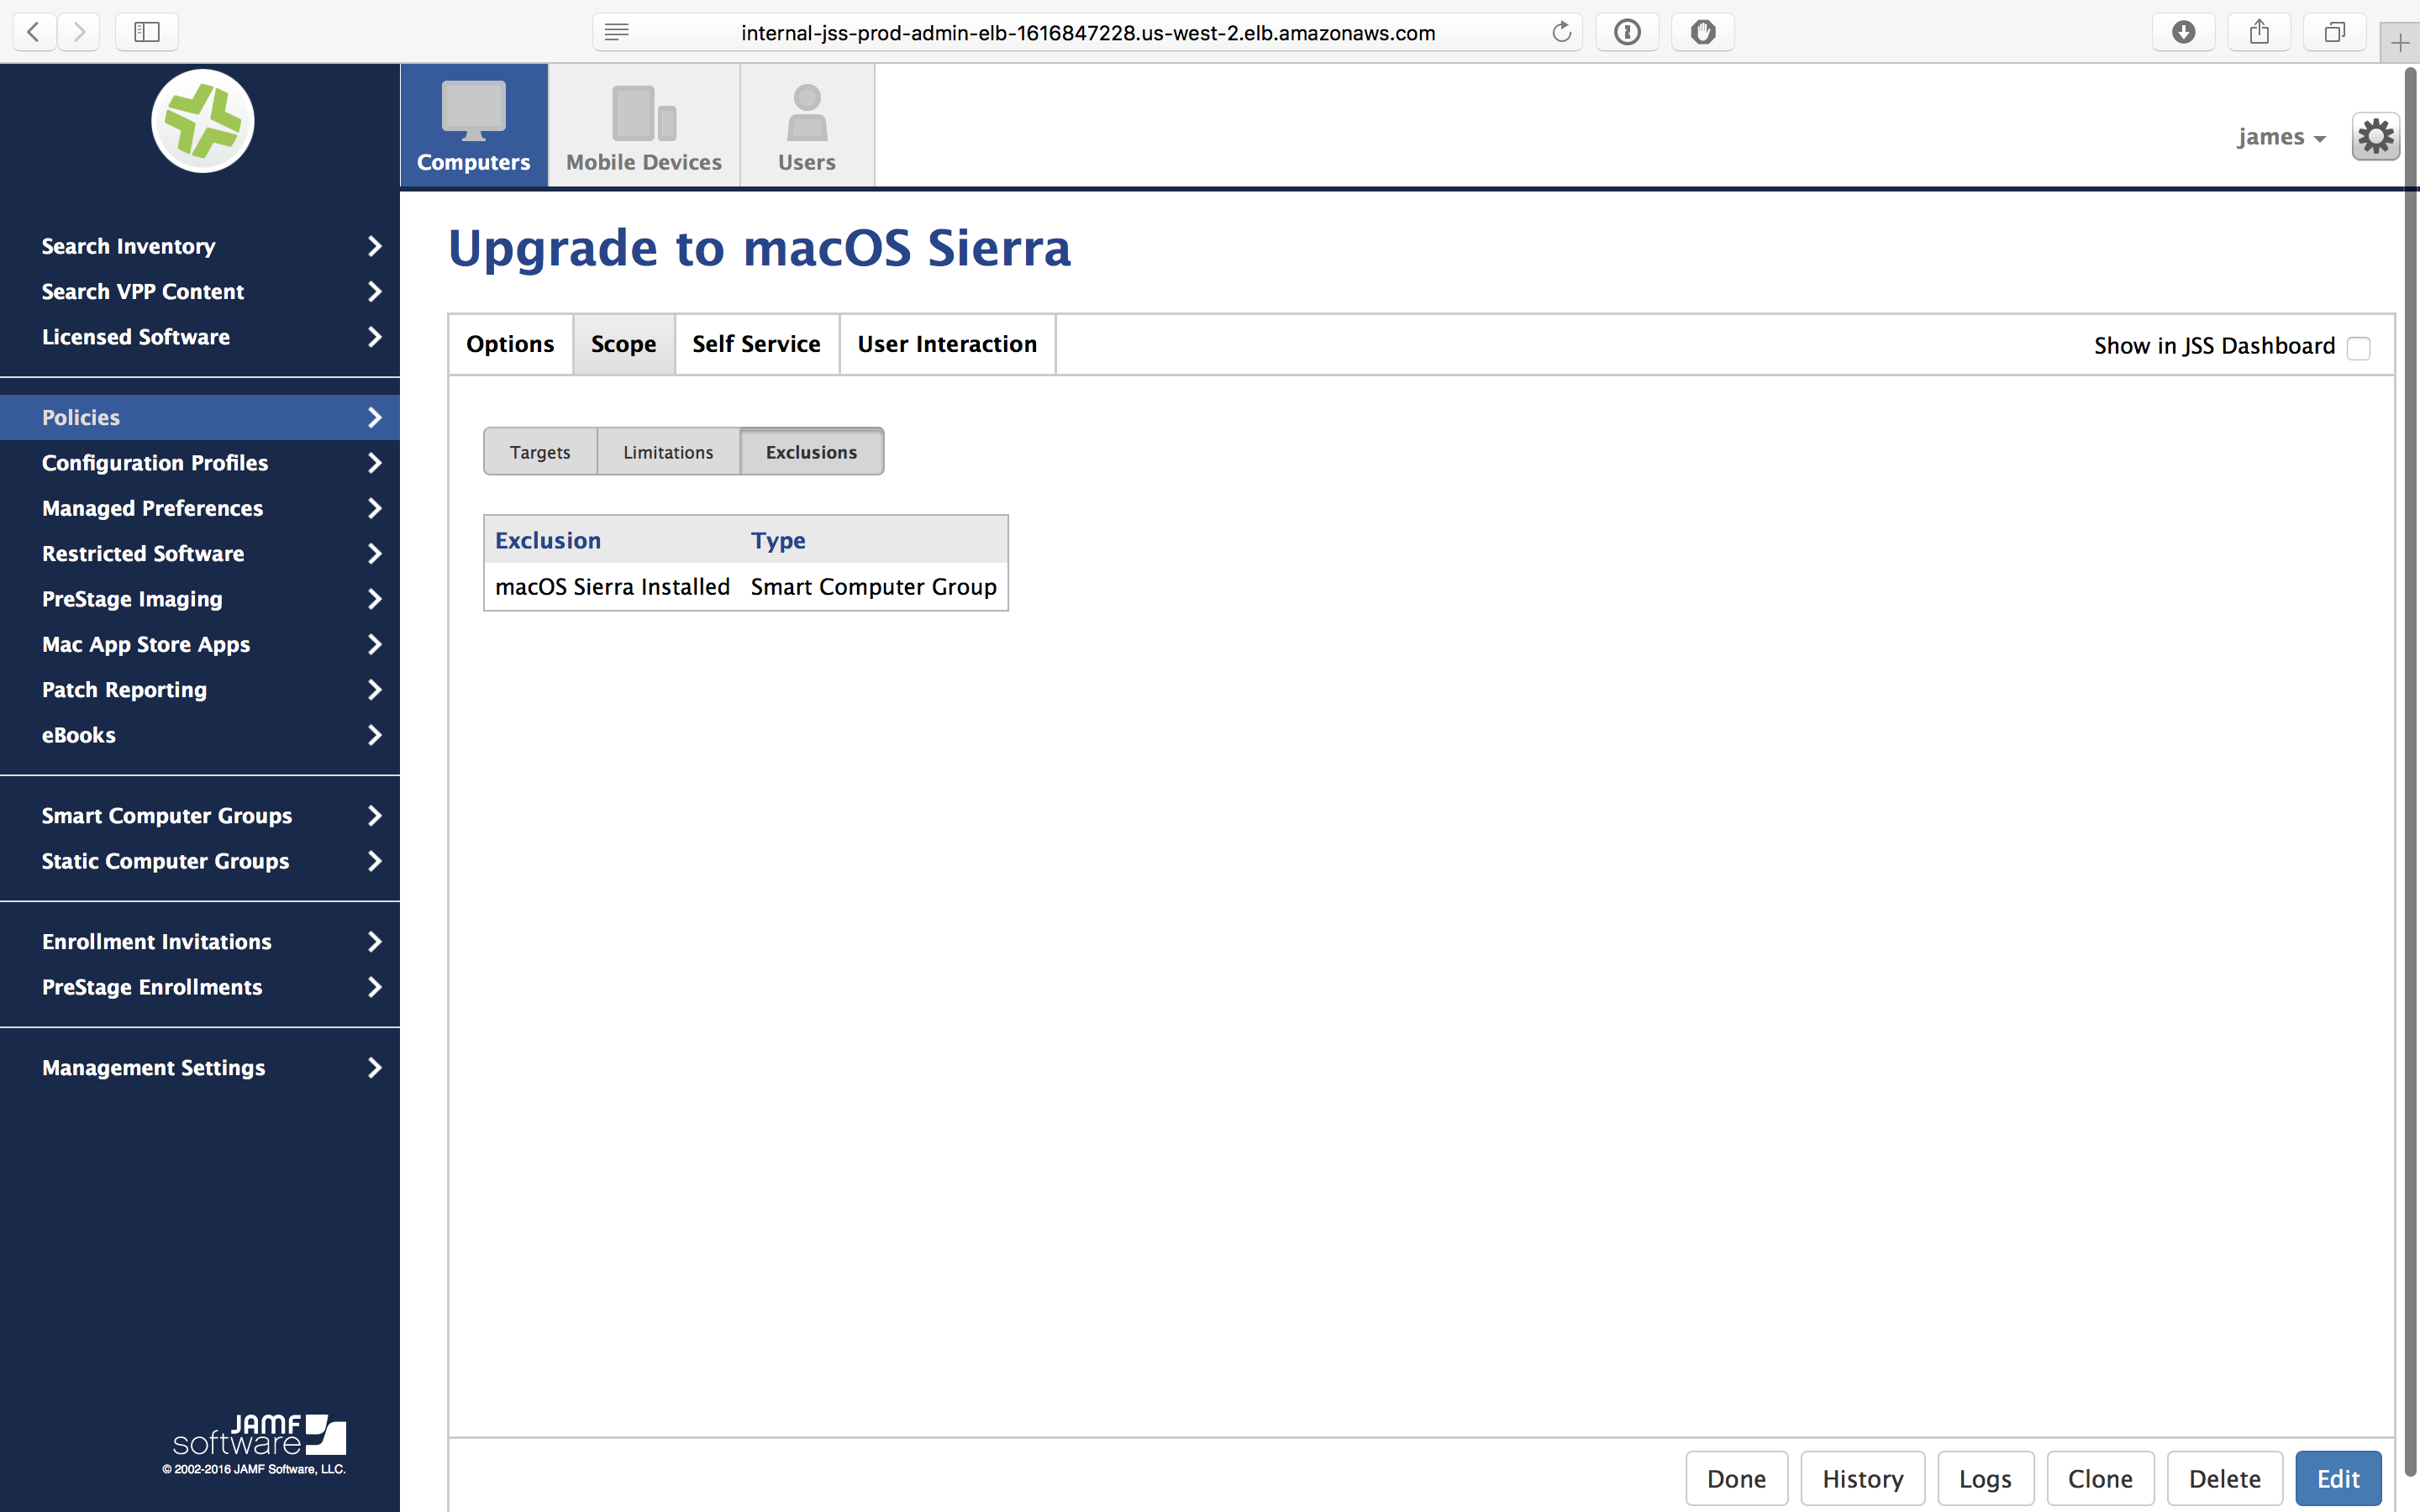 internal-jss-prod-admin-elb-1616847228.us-west-2.elb.amazonaws.com
Computers
Mobile Devices
Users
james
Search Inventory
Search VPP Content
Licensed Software
Policies
Configuration Profiles
Managed Preferences
Restricted Software
PreStage Imaging
Mac App Store Apps
Patch Reporting
eBooks
Smart Computer Groups
Static Computer Groups
Enrollment Invitations
PreStage Enrollments
Management Settings
JAMF
software
© 2002-2016 JAMF Software, LLC.
Upgrade to macOS Sierra
Options Scope Self Service User Interaction Show in JSS Dashboard
Targets Limitations Exclusions
Exclusion Type
macOS Sierra Installed Smart Computer Group
Done History Logs Clone Delete Edit